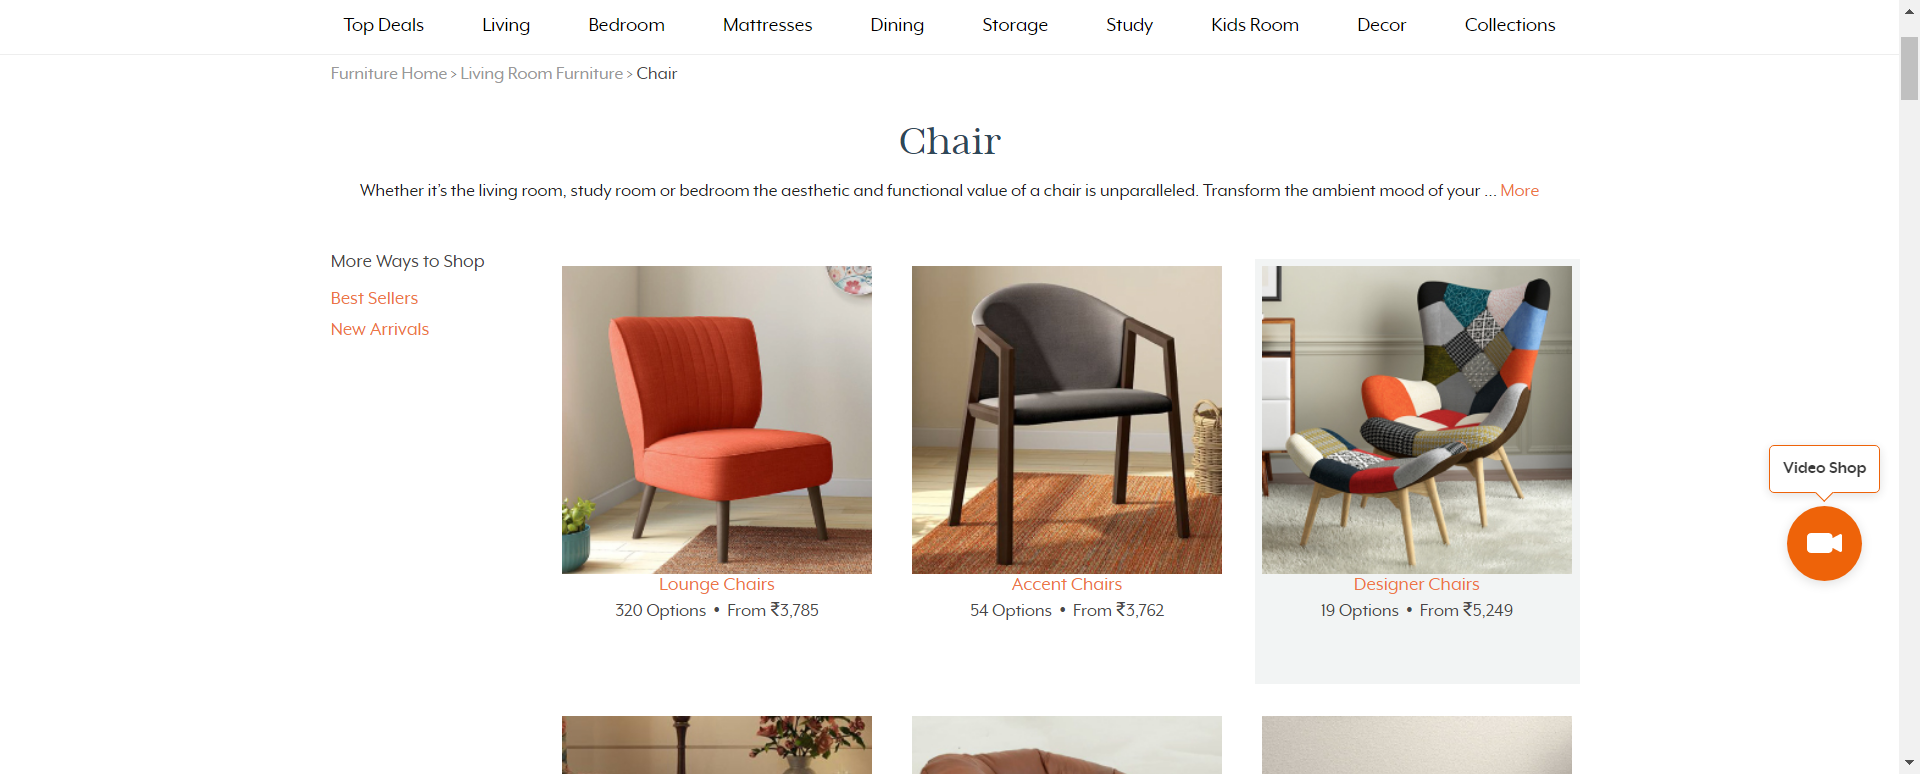 Top Deals Living Bedroom Mattresses Dining Storage Study Kids Room Decor Collections
Furniture Home > Living Room Furniture > Chair
Chair
Whether it's the living room, study room or bedroom the aesthetic and functional value of a chair is unparalleled. Transform the ambient mood of your ... More
More Ways to Shop
Best Sellers
New Arrivals
Lounge Chairs
320 Options • From ₹3,785
Accent Chairs
54 Options • From ₹3,762
Designer Chairs
19 Options • From ₹5,249
Video Shop